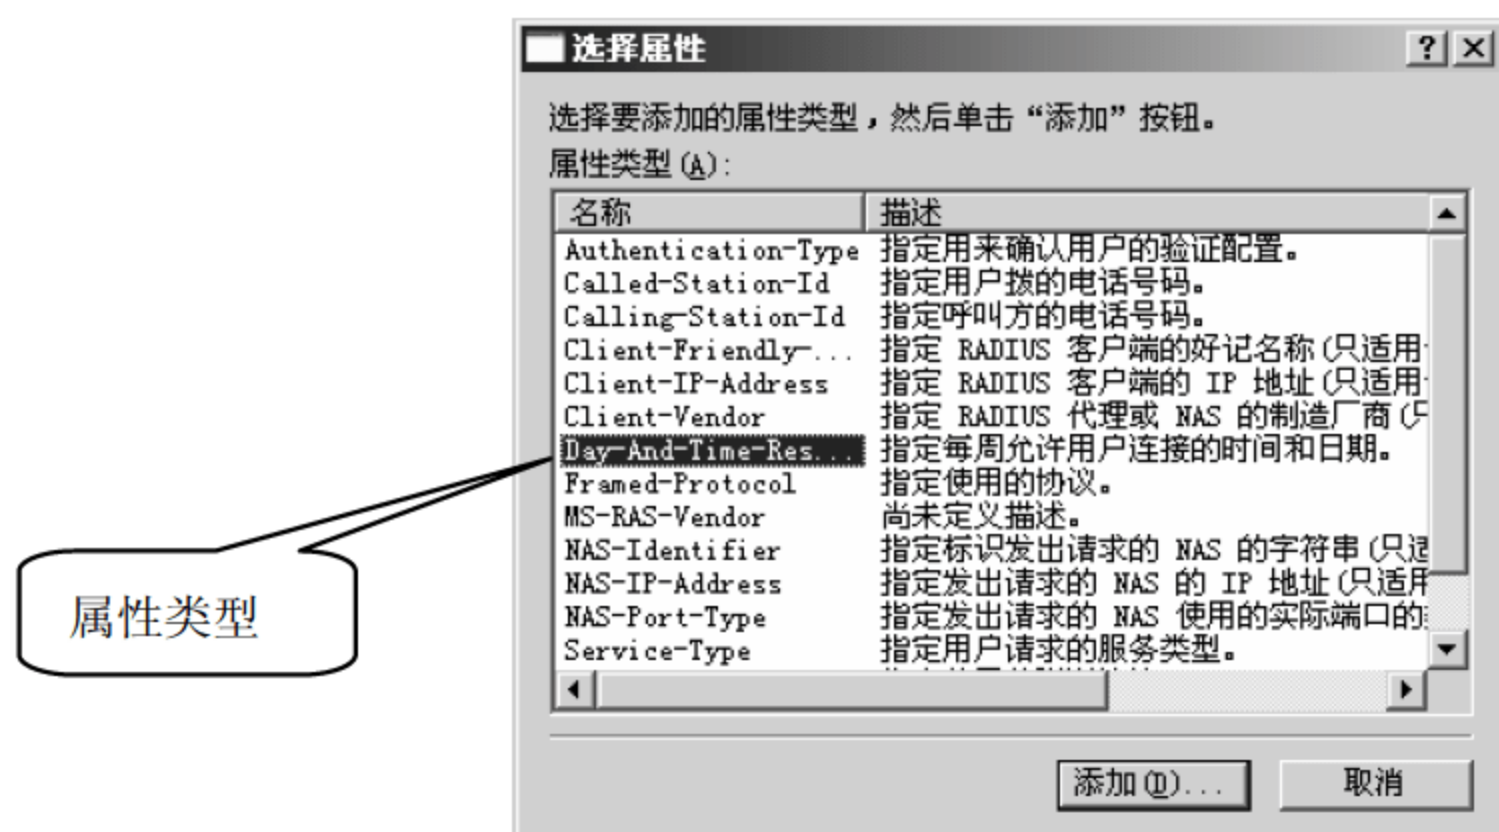 选择属性
选择要添加的属性类型，然后单击“添加”按钮。
属性类型(A):
名称 描述
Authentication-Type 指定用来确认用户的验证配置。
Called-Station-Id 指定用户拨的电话号码。
Calling-Station-Id 指定呼叫方的电话号码。
Client-Friendly-... 指定 RADIUS 客户端的好记名称(只适用
Client-IP-Address 指定 RADIUS 客户端的 IP 地址(只适用
Client-Vendor 指定 RADIUS 代理或 NAS 的制造厂商(
Day-And-Time-Res... 指定每周允许用户连接的时间和日期。
Framed-Protocol 指定使用的协议。
MS-RAS-Vendor 尚未定义描述。
NAS-Identifier 指定标识发出请求的 NAS 的字符串(只适
NAS-IP-Address 指定发出请求的 NAS 的 IP 地址(只适用
NAS-Port-Type 指定发出请求的 NAS 使用的实际端口的
Service-Type 指定用户请求的服务类型。
属性类型
添加(D)... 取消